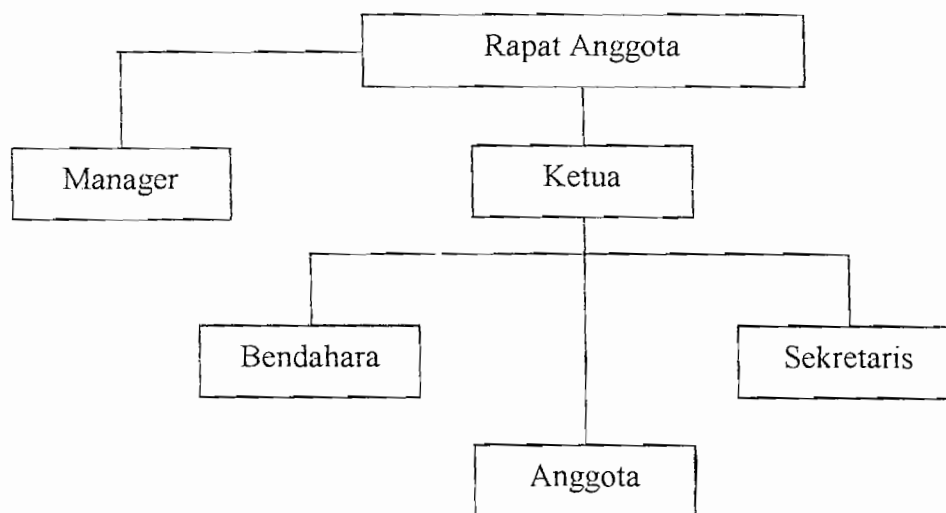 Rapat Anggota
Manager
Ketua
Bendahara
Sekretaris
Anggota